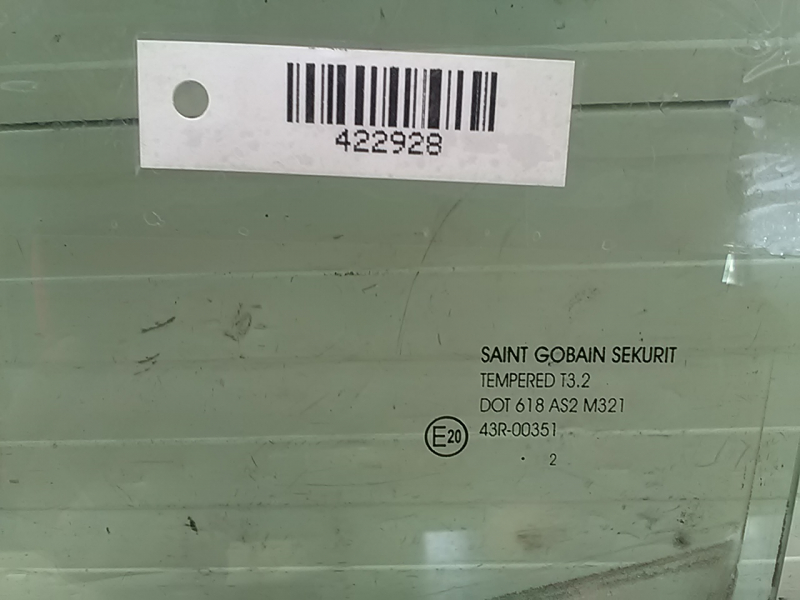 422928
SAINT GOBAIN SEKURIT
TEMPERED T3.2
DOT 618 AS2 M321
E20 43R-00351
. 2